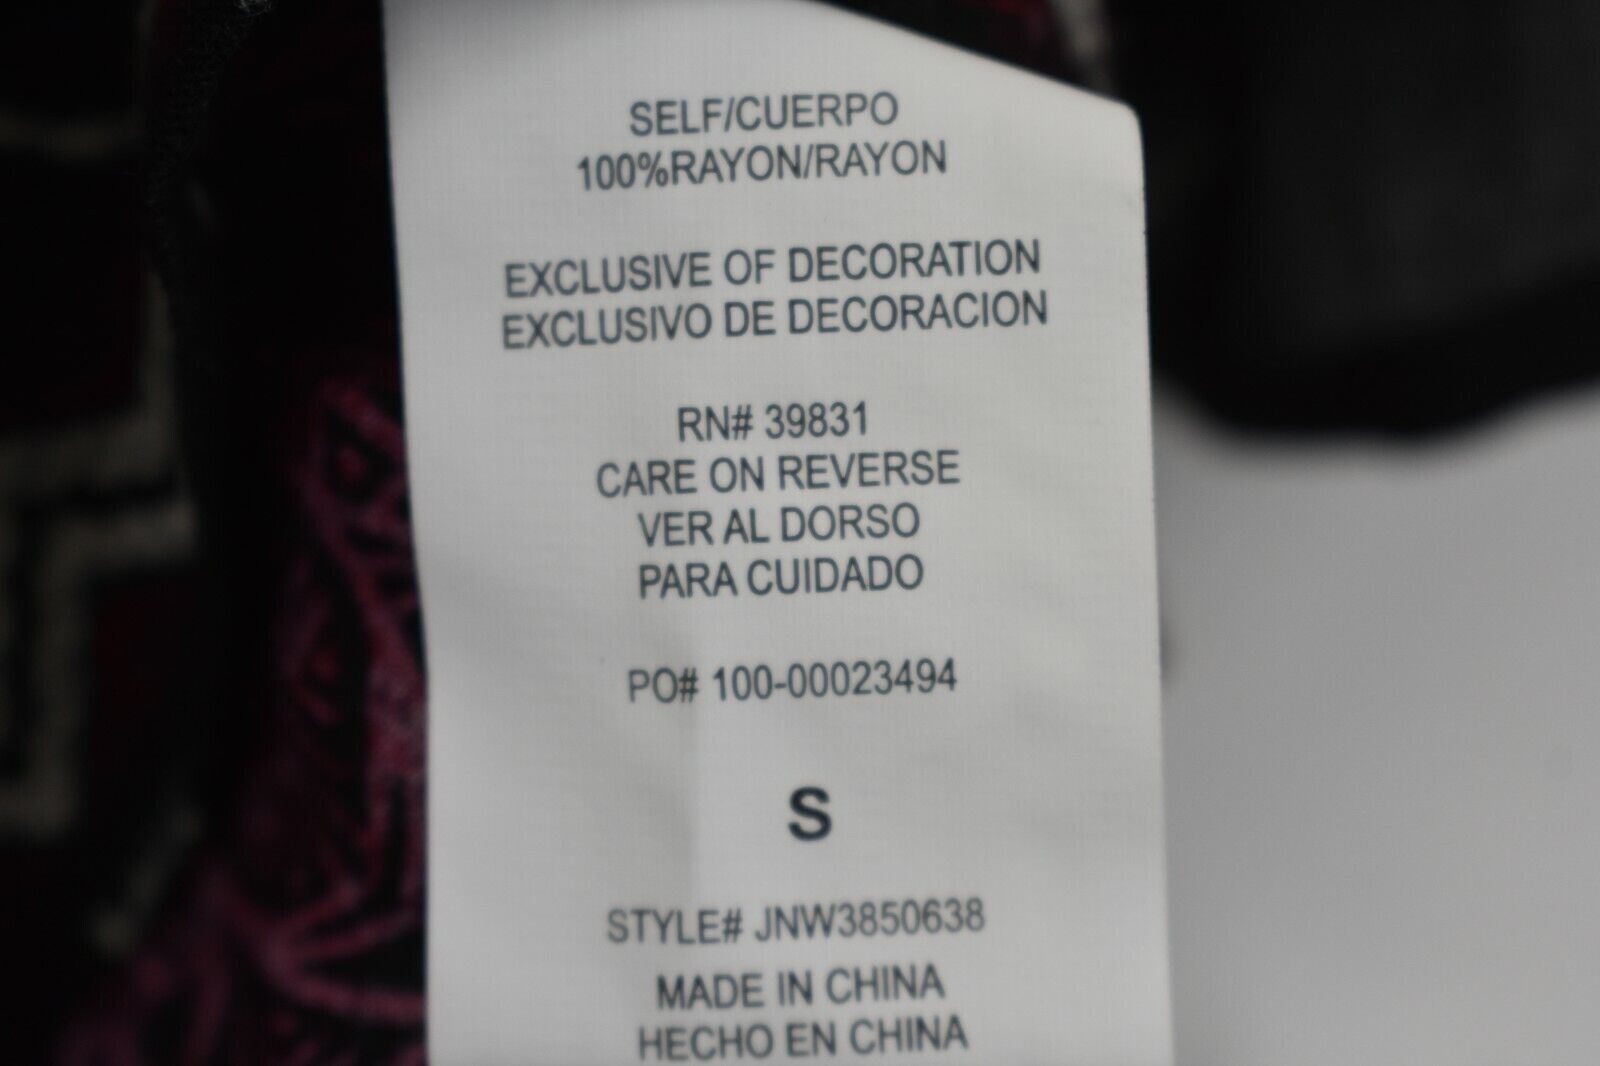 SELF/CUERPO
100%RAYON/RAYON
EXCLUSIVE OF DECORATION
EXCLUSIVO DE DECORACION
RN# 39831
CARE ON REVERSE
VER AL DORSO
PARA CUIDADO
PO# 100-00023494
S
STYLE# JNW3850638
MADE IN CHINA
HECHO EN CHINA